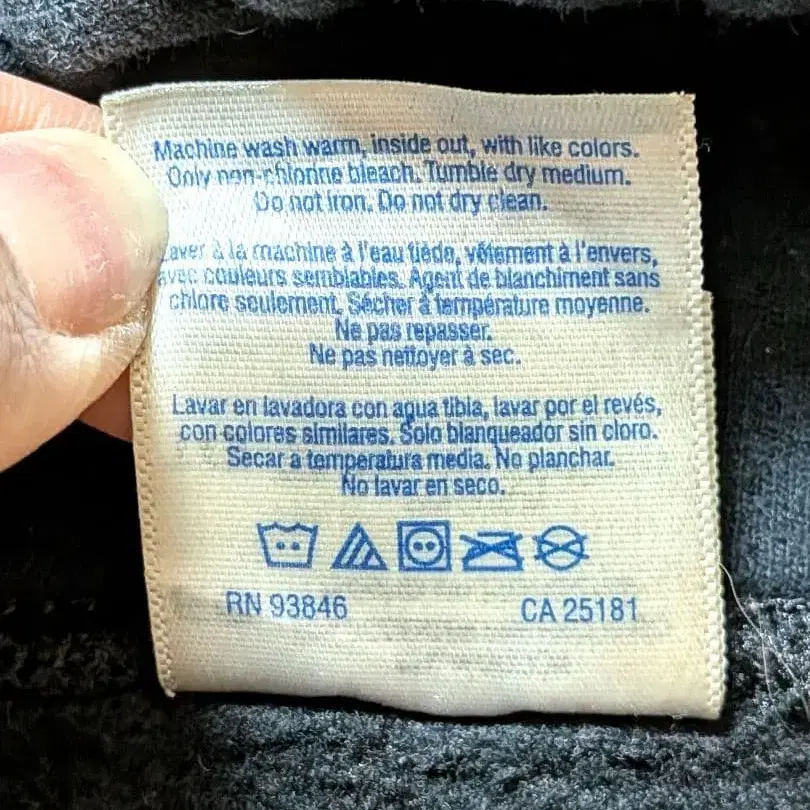 Machine wash warm, inside out, with like colors.
Only non-chlorine bleach. Tumble dry medium.
Do not iron. Do not dry clean.
Laver à la machine à l'eau tiède, vêtement à l'envers,
avec couleurs semblables. Agent de blanchiment sans
chlore seulement. Sécher à température moyenne.
Ne pas repasser.
Ne pas nettoyer à sec.
Lavar en lavadora con agua tibia, lavar por el revés,
con colores similares. Solo blanqueador sin cloro.
Secar a temperatura media. No planchar.
No lavar en seco.
RN 93846 CA 25181